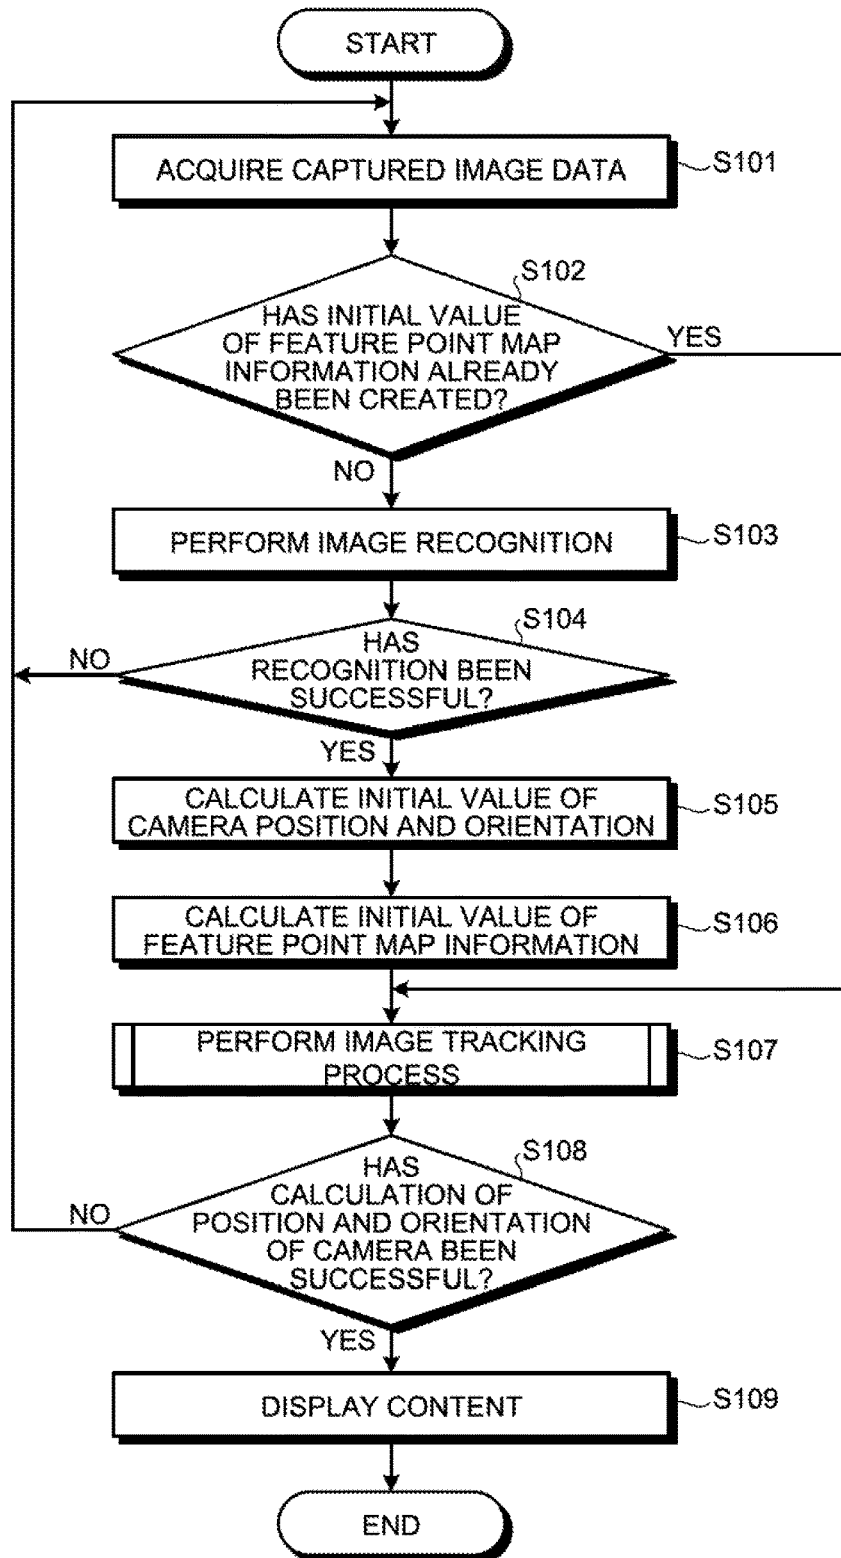 START
ACQUIRE CAPTURED IMAGE DATA
S101
S102
HAS INITIAL VALUE
OF FEATURE POINT MAP
INFORMATION ALREADY
BEEN CREATED?
YES
NO
PERFORM IMAGE RECOGNITION
S103
S104
HAS
RECOGNITION BEEN
SUCCESSFUL?
NO
YES
CALCULATE INITIAL VALUE OF
CAMERA POSITION AND ORIENTATION
S105
CALCULATE INITIAL VALUE OF
FEATURE POINT MAP INFORMATION
S106
PERFORM IMAGE TRACKING
PROCESS
S107
S108
HAS
CALCULATION OF
POSITION AND ORIENTATION
OF CAMERA BEEN
SUCCESSFUL?
NO
YES
DISPLAY CONTENT
S109
END